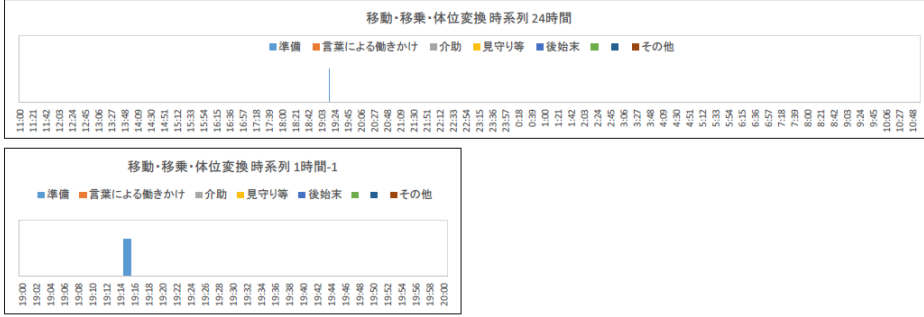 移動・移乗・体位変換 時系列 24時間
準備 言葉による働きかけ 介助 見守り等 後始末 その他
11:00 11:21 11:42 12:03 12:24 12:45 13:06 13:27 13:48 14:09 14:30 14:51 15:12 15:33 15:54 16:15 16:36 16:57 17:18 17:39 18:00 18:21 18:42 19:03 19:24 19:45 20:06 20:27 20:48 21:09 21:30 21:51 22:12 22:33 22:54 23:15 23:36 23:57 0:18 0:39 1:00 1:21 1:42 2:03 2:24 2:45 3:06 3:27 3:48 4:09 4:30 4:51 5:12 5:33 5:54 6:15 6:36 6:57 7:18 7:39 8:00 8:21 8:42 9:03 9:24 9:45 10:06 10:27 10:48
移動・移乗・体位変換 時系列 1時間-1
準備 言葉による働きかけ 介助 見守り等 後始末 その他
19:00 19:02 19:04 19:06 19:08 19:10 19:12 19:14 19:16 19:18 19:20 19:22 19:24 19:26 19:28 19:30 19:32 19:34 19:36 19:38 19:40 19:42 19:44 19:46 19:48 19:50 19:52 19:54 19:56 19:58 20:00